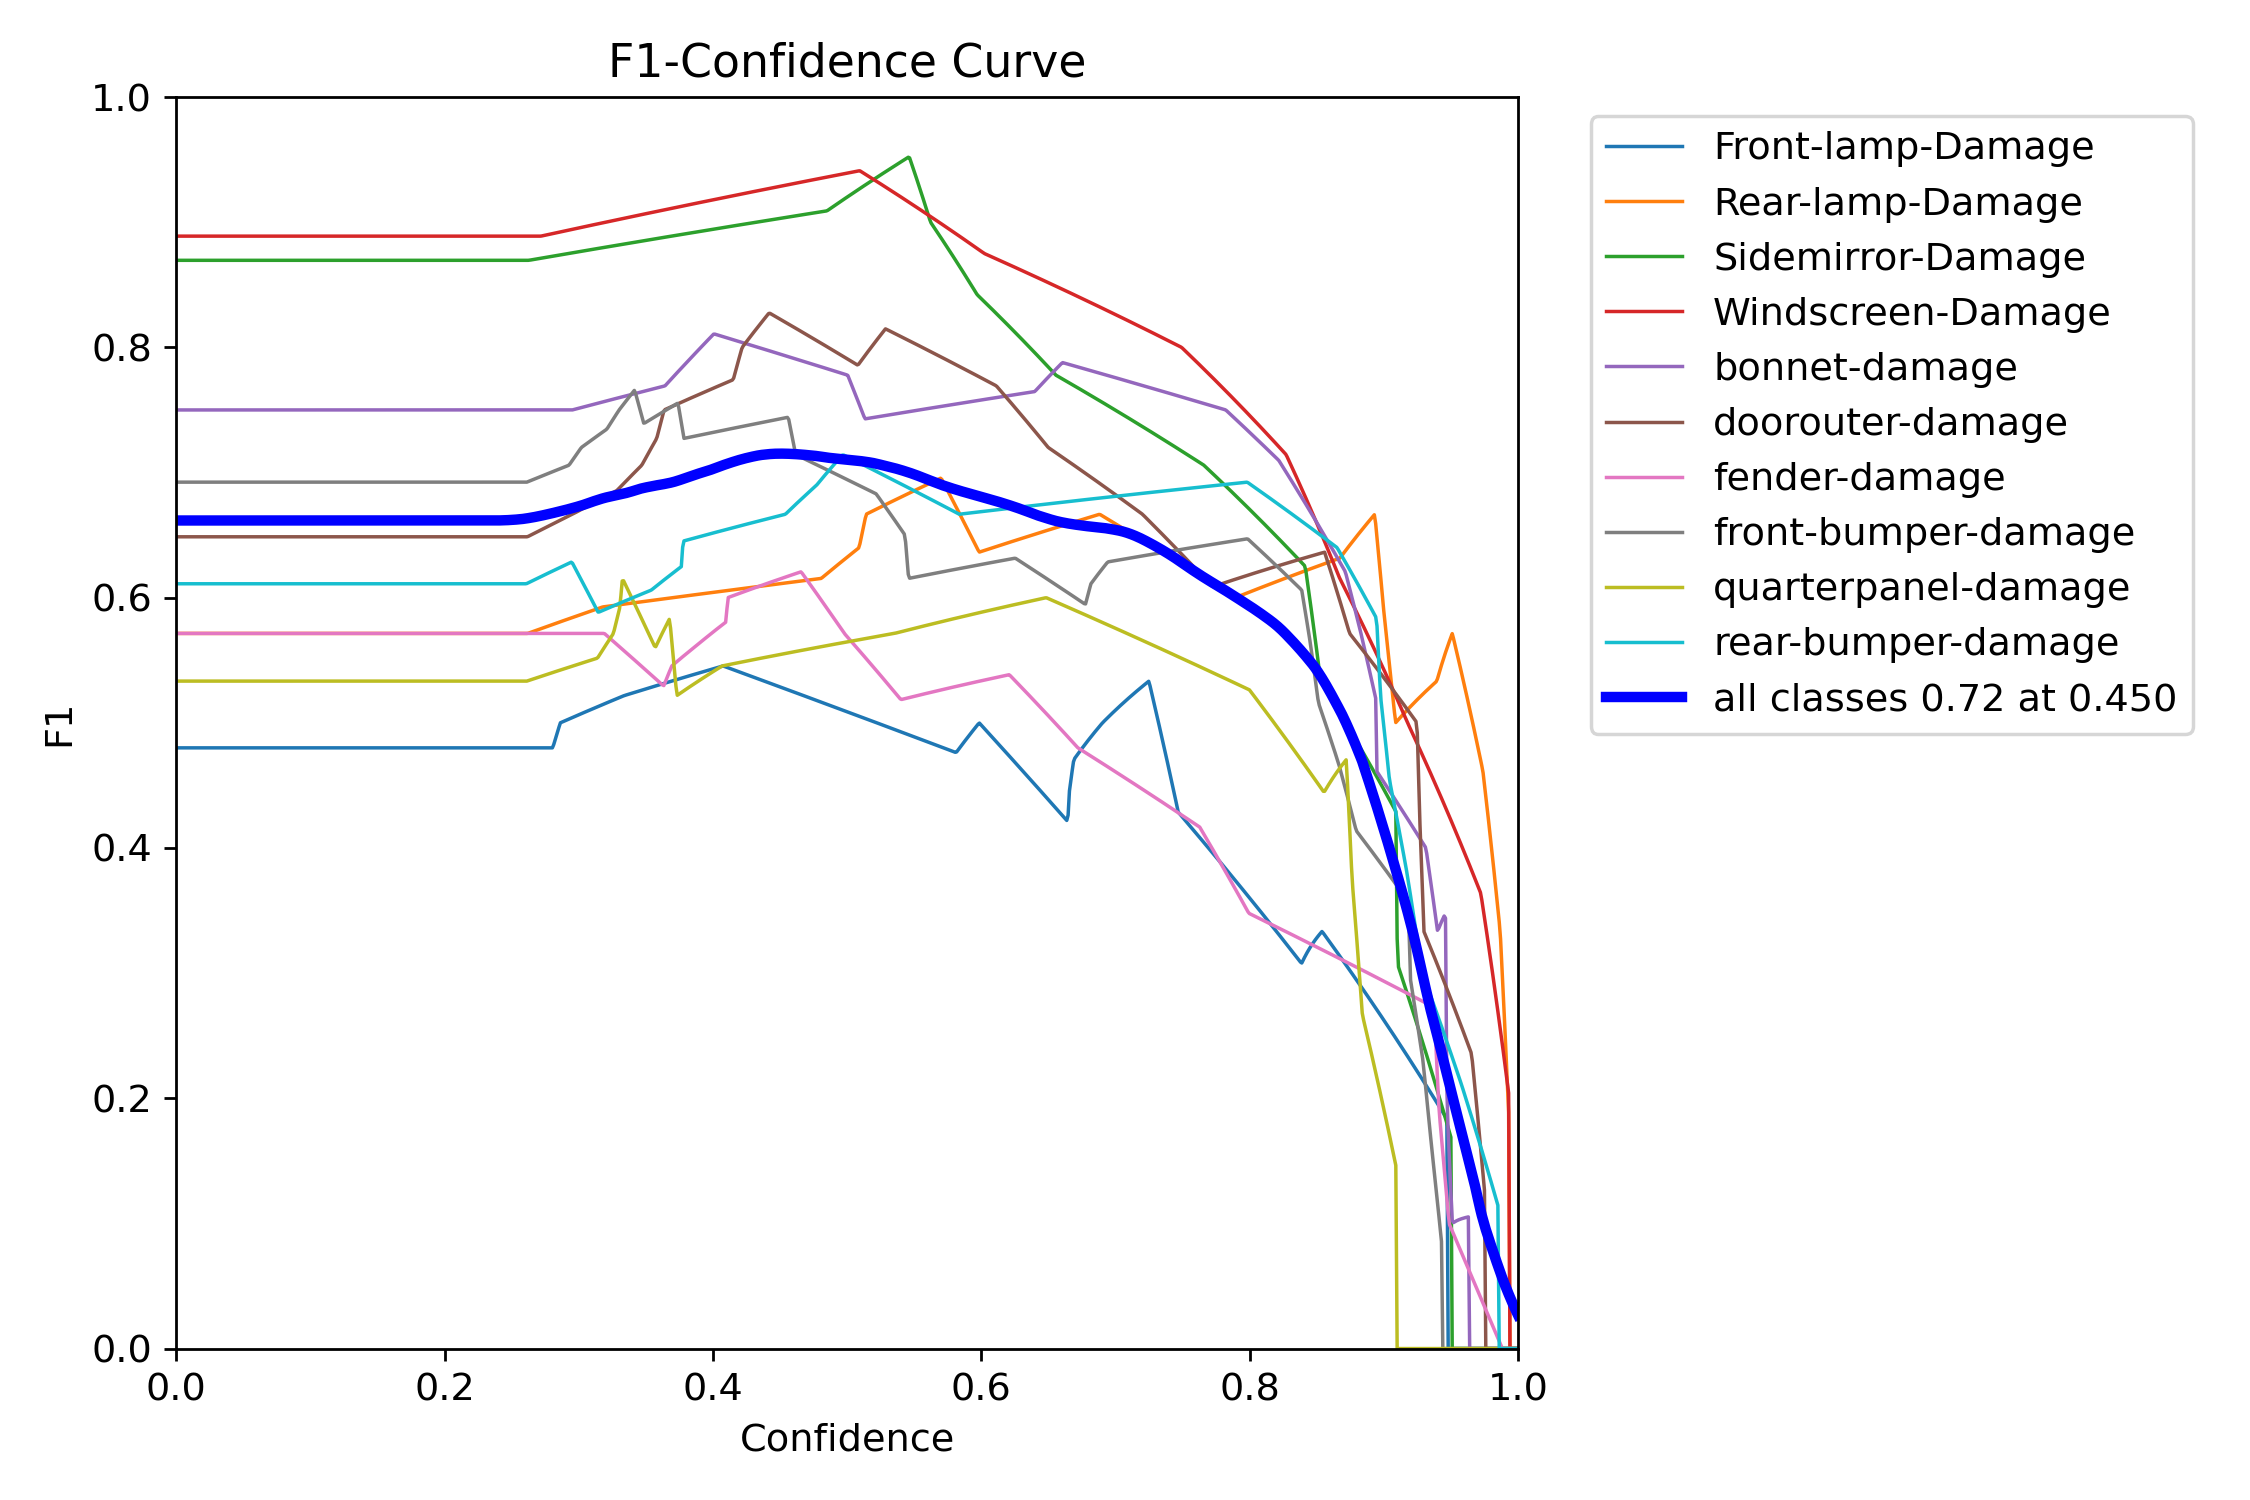 F1-Confidence Curve
1.0
0.8
0.6
0.4
0.2
0.0
F1
0.0 0.2 0.4 0.6 0.8 1.0
Confidence
Front-lamp-Damage
Rear-lamp-Damage
Sidemirror-Damage
Windscreen-Damage
bonnet-damage
doorouter-damage
fender-damage
front-bumper-damage
quarterpanel-damage
rear-bumper-damage
all classes 0.72 at 0.450